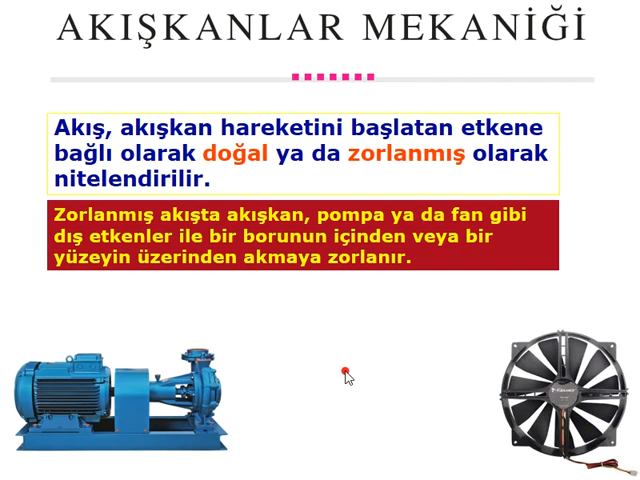 AKIŞKANLAR MEKANİĞİ
Akış, akışkan hareketini başlatan etkene
bağlı olarak doğal ya da zorlanmış olarak
nitelendirilir.
Zorlanmış akışta akışkan, pompa ya da fan gibi
dış etkenler ile bir borunun içinden veya bir
yüzeyin üzerinden akmaya zorlanır.